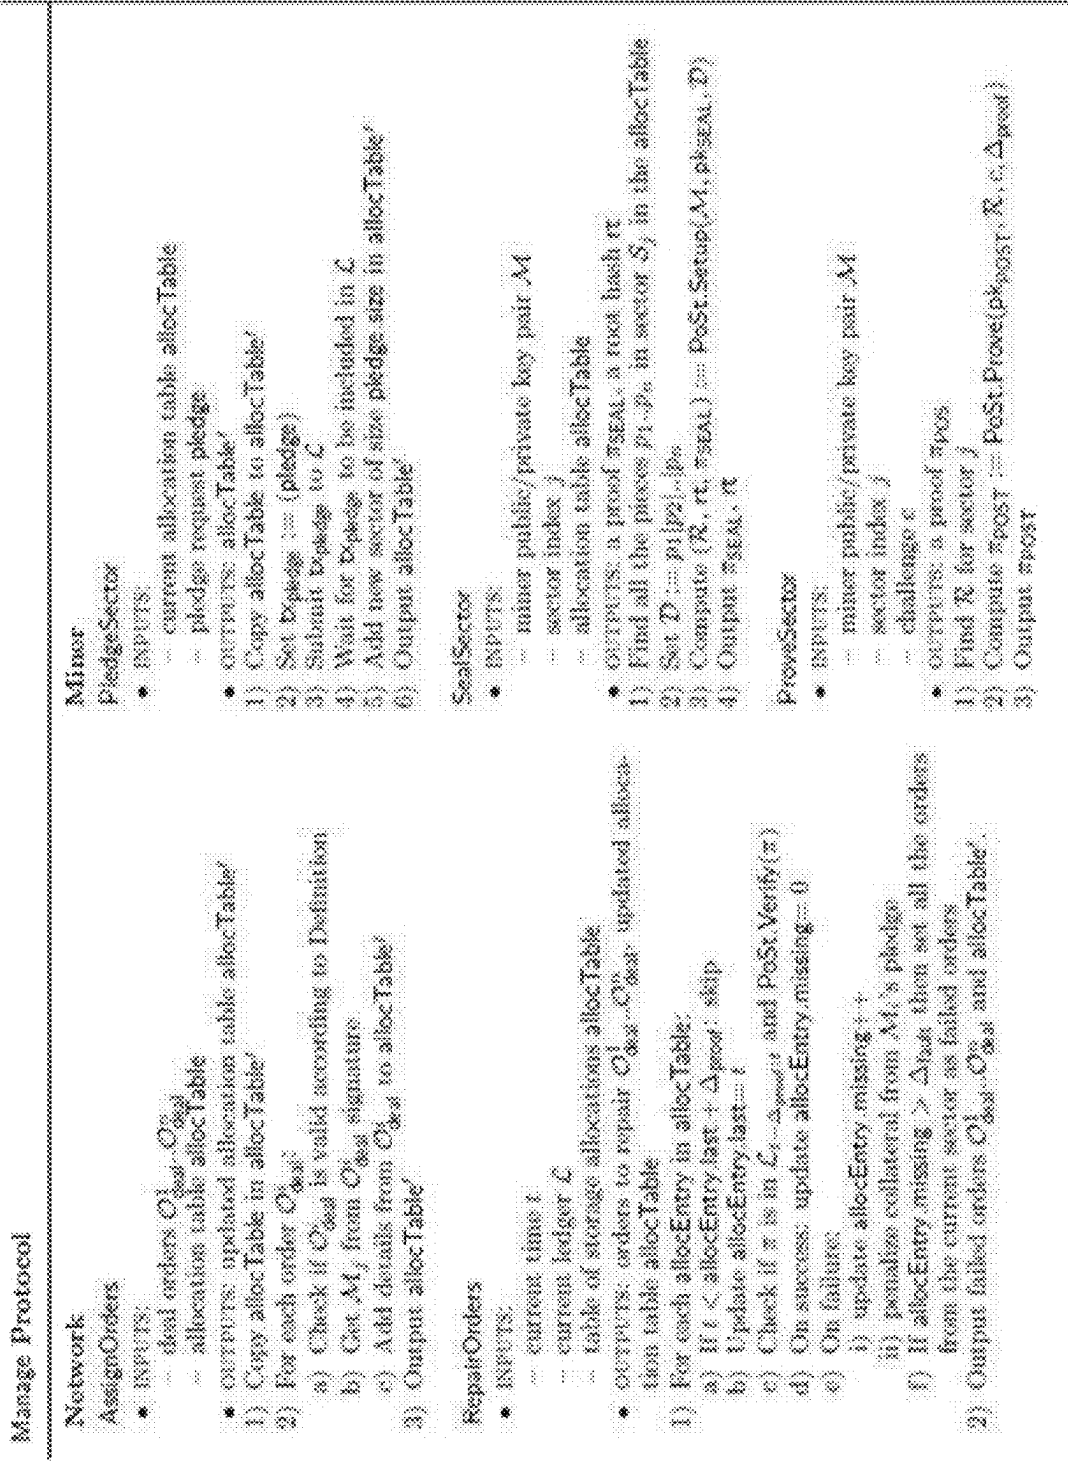 Manage Protocol
Network
AssignOrders
• INPUTS:
– deal orders O¹deal..Oⁿdeal
– allocation table allocTable
• OUTPUTS: updated allocation table allocTable′
1) Copy allocTable in allocTable′
2) For each order Oⁱdeal:
a) Check if Oⁱdeal is valid according to Definition
b) Get Mj from Oⁱdeal signature
c) Add details from Oⁱdeal to allocTable′
3) Output allocTable′
RepairOrders
• INPUTS:
– current time t
– current ledger L
– table of storage allocations allocTable
• OUTPUTS: orders to repair O¹deal..Oⁿdeal, updated alloca-
tion table allocTable
1) For each allocEntry in allocTable:
a) If t < allocEntry.last + Δproof: skip
b) Update allocEntry.last= t
c) Check if π is in Lt−Δproof:t and PoSt.Verify(π)
d) On success: update allocEntry.missing= 0
e) On failure:
i) update allocEntry.missing++
ii) penalize collateral from Mi's pledge
f) If allocEntry.missing > Δfault then set all the orders
from the current sector as failed orders
2) Output failed orders O¹deal..Oⁿdeal and allocTable′.
Minor
PledgeSector
• INPUTS:
– current allocation table allocTable
– pledge request pledge
• OUTPUTS: allocTable′
1) Copy allocTable to allocTable′
2) Set txpledge := (pledge)
3) Submit txpledge to L
4) Wait for txpledge to be included in L
5) Add new sector of size pledge size in allocTable′
6) Output allocTable′
SealSector
• INPUTS:
– minor public/private key pair M
– sector index j
– allocation table allocTable
• OUTPUTS: a proof πSEAL, a root hash rt
1) Find all the pieces p1..pn in sector Sj in the allocTable
2) Set D := p1|p2|..|pn
3) Compute (R, rt, πSEAL) := PoSt.Setup(M, pkSEAL, D)
4) Output πSEAL, rt
ProveSector
• INPUTS:
– minor public/private key pair M
– sector index j
– challenge c
• OUTPUTS: a proof πPOS
1) Find R for sector j
2) Compute πPOST := PoSt.Prove(pkPOST, R, c, Δproof)
3) Output πPOST